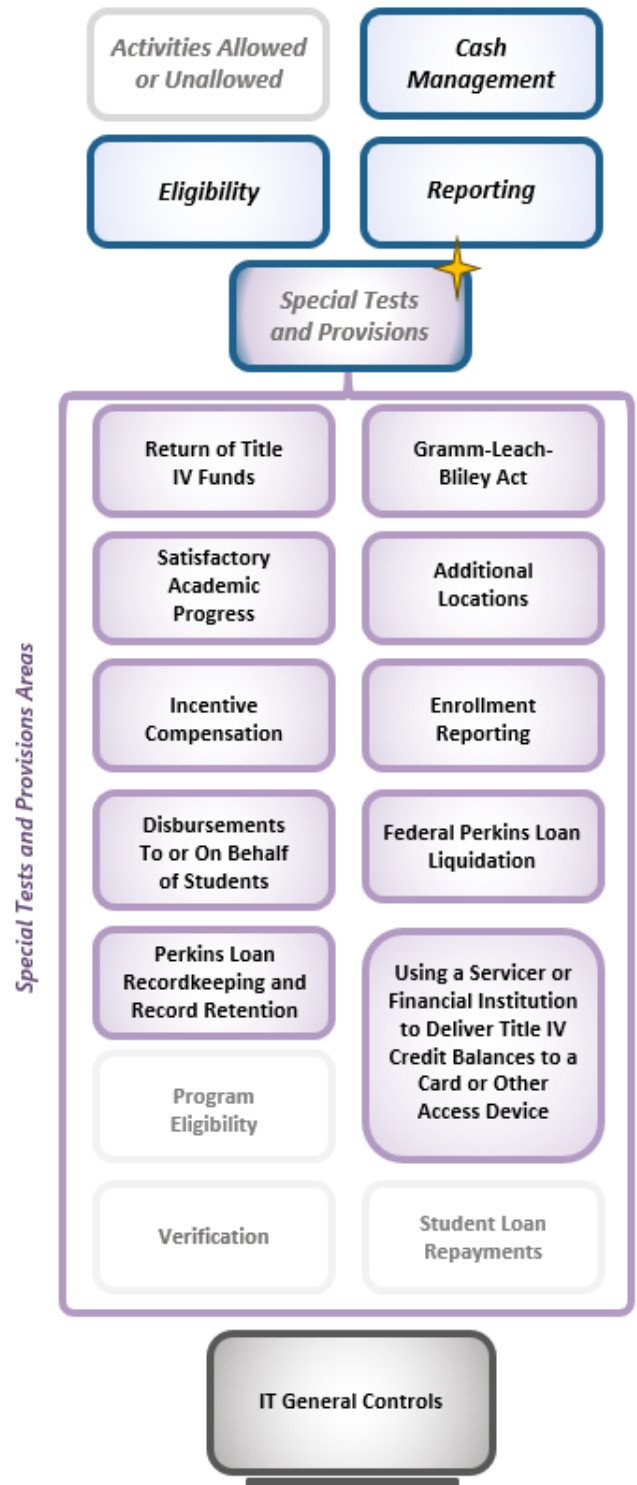 Activities Allowed
or Unallowed
Cash
Management
Eligibility
Reporting
Special Tests
and Provisions
Special Tests and Provisions Areas
Return of Title
IV Funds
Gramm-Leach-
Bliley Act
Satisfactory
Academic
Progress
Additional
Locations
Incentive
Compensation
Enrollment
Reporting
Disbursements
To or On Behalf
of Students
Federal Perkins Loan
Liquidation
Perkins Loan
Recordkeeping and
Record Retention
Using a Servicer or
Financial Institution
to Deliver Title IV
Credit Balances to a
Card or Other
Access Device
Program
Eligibility
Verification
Student Loan
Repayments
IT General Controls